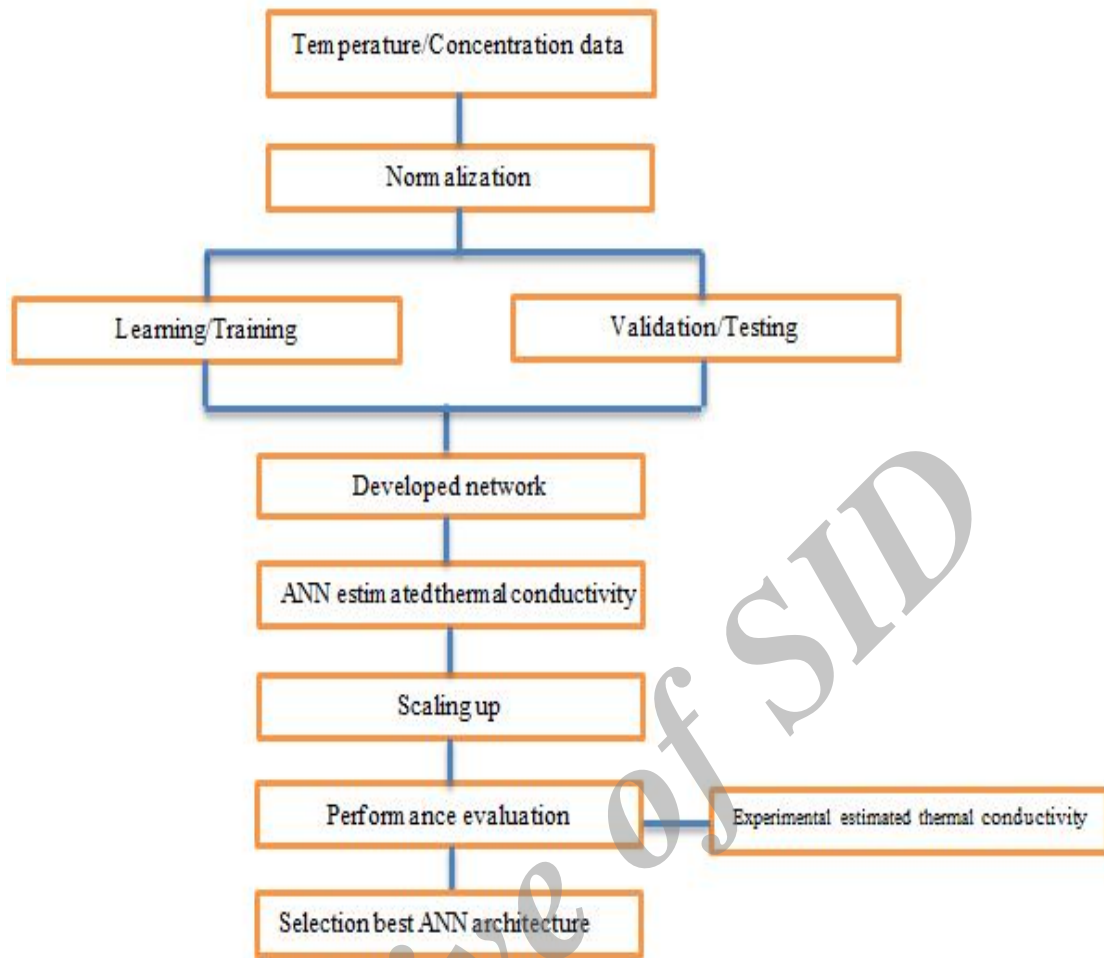 Temperature/Concentration data
Normalization
Learning/Training
Validation/Testing
Developed network
ANN estimated thermal conductivity
Scaling up
Performance evaluation
Experimental estimated thermal conductivity
Selection best ANN architecture
ive of SID